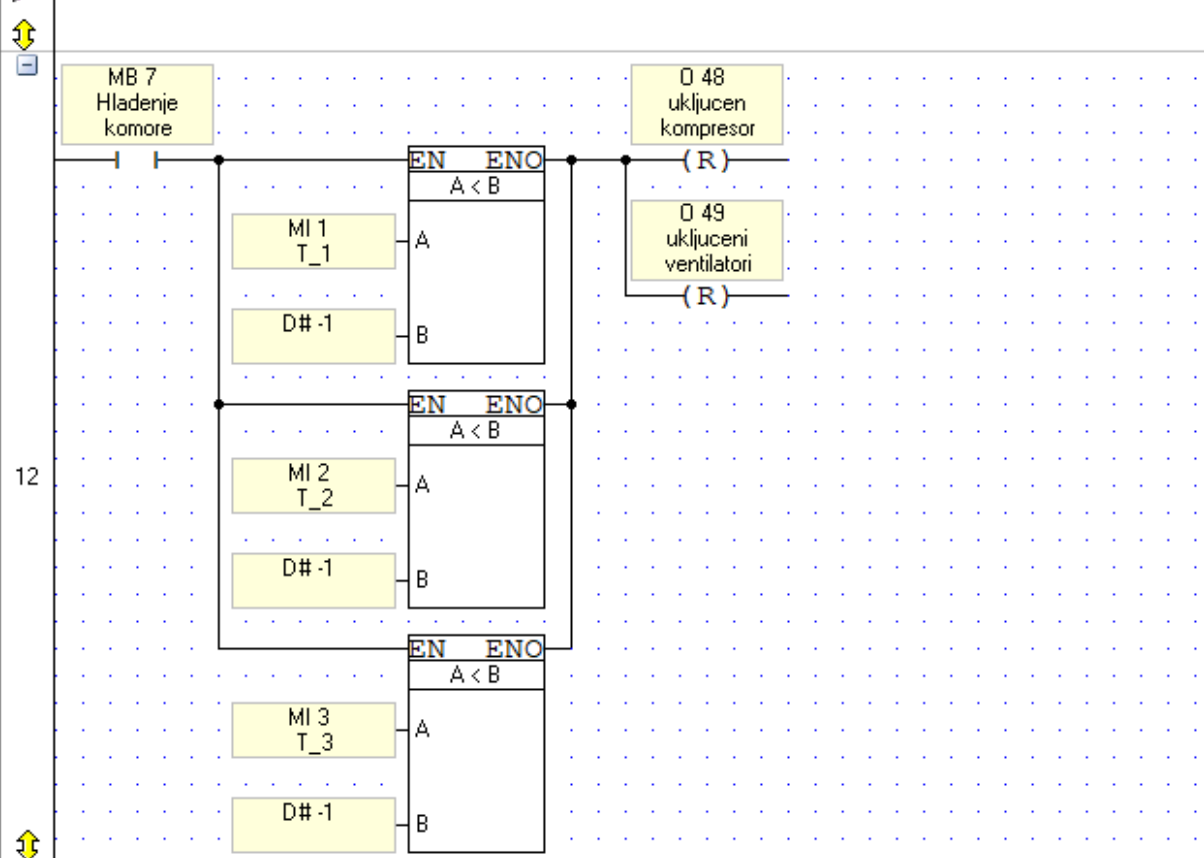 MB 7
Hladenje
komore
O 48
ukljucen
kompresor
EN ENO
( R )
A < B
O 49
ukljuceni
ventilatori
MI 1
T_1
A
( R )
D# -1
B
EN ENO
A < B
12
MI 2
T_2
A
D# -1
B
EN ENO
A < B
MI 3
T_3
A
D# -1
B